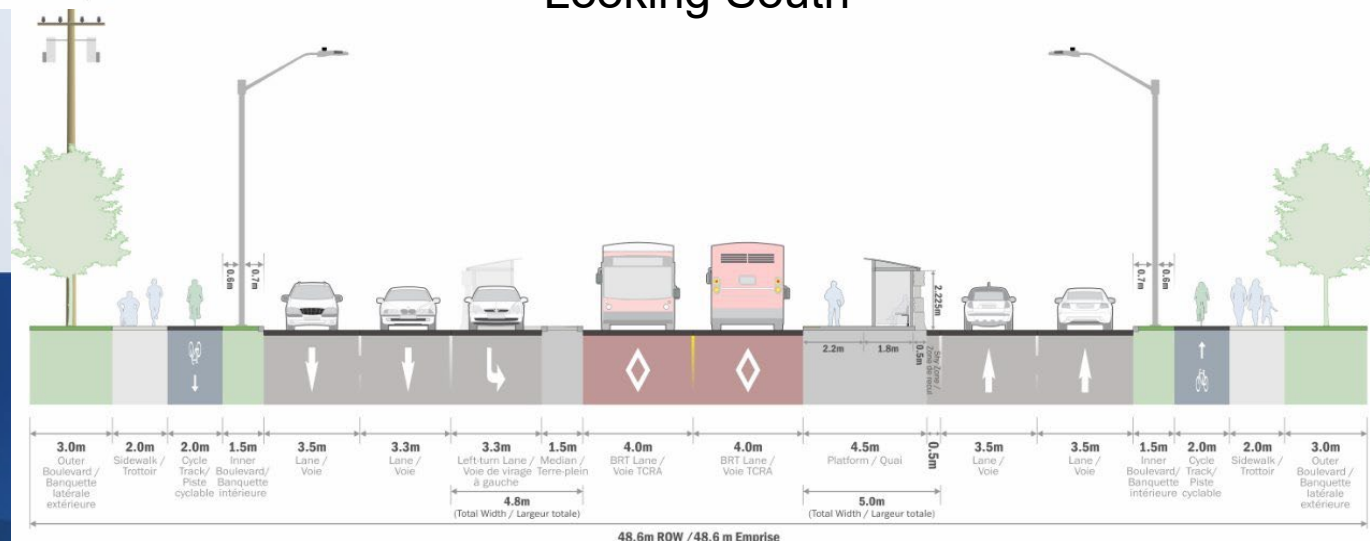 Looking South
0.6m
0.7m
2.225m
0.7m
0.6m
2.2m
1.8m
0.5m
Shy Zone /
Zone de recul
3.0m
Outer
Boulevard /
Banquette
latérale
extérieure
2.0m
Sidewalk /
Trottoir
2.0m
Cycle
Track/
Piste
cyclable
1.5m
Inner
Boulevard/
Banquette
intérieure
3.5m
Lane /
Voie
3.3m
Lane /
Voie
3.3m
Left-turn Lane /
Voie de virage
à gauche
1.5m
Median /
Terre-plein
4.8m
(Total Width / Largeur totale)
4.0m
BRT Lane /
Voie TCRA
4.0m
BRT Lane /
Voie TCRA
4.5m
Platform / Quai
0.5m
5.0m
(Total Width / Largeur totale)
3.5m
Lane /
Voie
3.5m
Lane /
Voie
1.5m
Inner
Boulevard/
Banquette
intérieure
2.0m
Cycle
Track/
Piste
cyclable
2.0m
Sidewalk /
Trottoir
3.0m
Outer
Boulevard /
Banquette
latérale
extérieure
48.6m ROW /48.6 m Emprise